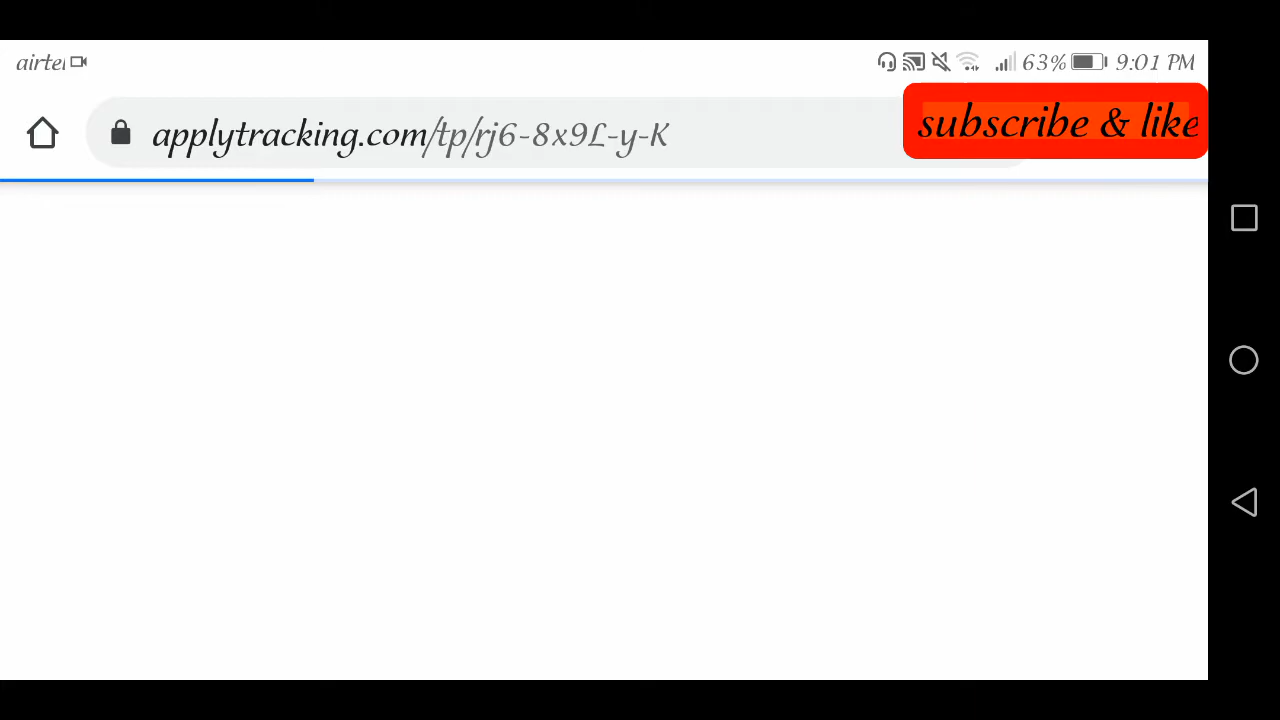 airtel
63% 9:01 PM
applytracking.com/tp/rj6-8x9L-y-K
subscribe & like